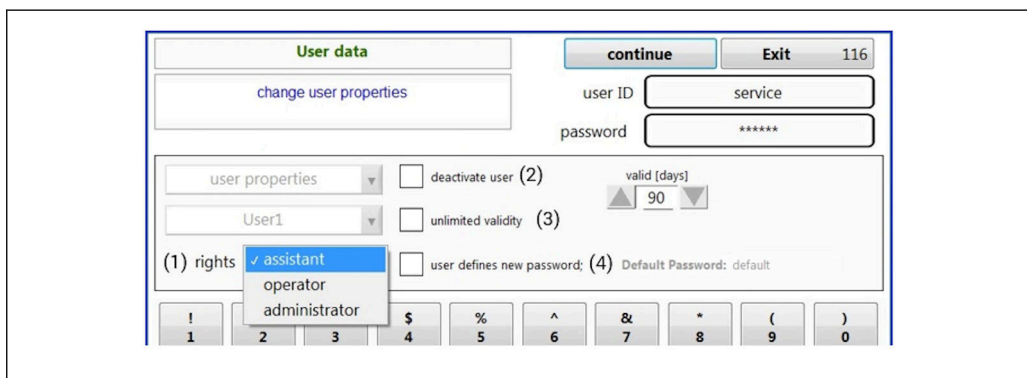 User data
continue
Exit 116
change user properties
user ID service
password ******
user properties
deactivate user (2)
valid [days]
90
User1
unlimited validity (3)
(1) rights ✓ assistant
operator
administrator
user defines new password; (4) Default Password: default
! $ % ^ & * ( )
1 2 3 4 5 6 7 8 9 0